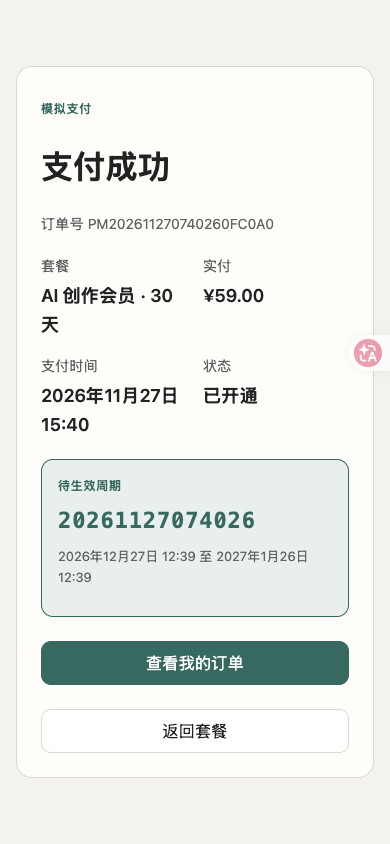 模拟支付
支付成功
订单号 PM202611270740260FC0A0
套餐
AI 创作会员 · 30
天
实付
¥59.00
支付时间
2026年11月27日
15:40
状态
已开通
待生效周期
20261127074026
2026年12月27日 12:39 至 2027年1月26日
12:39
查看我的订单
返回套餐